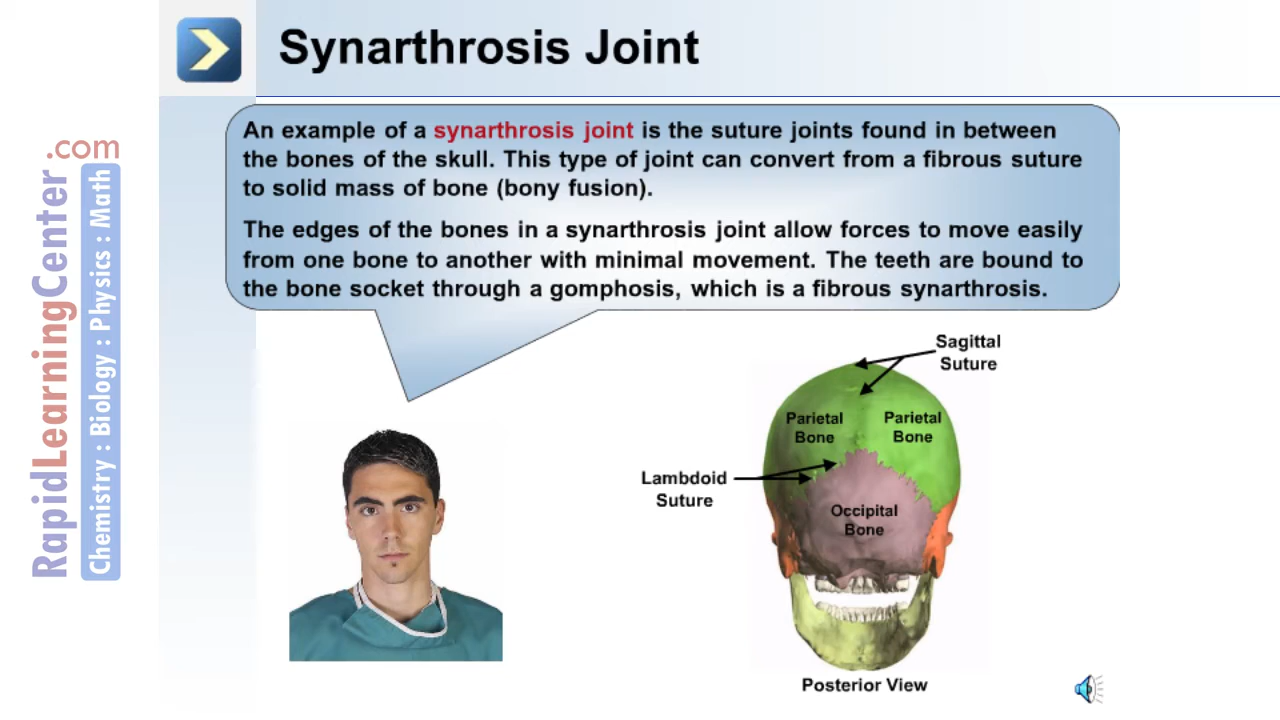 Synarthrosis Joint
An example of a synarthrosis joint is the suture joints found in between
the bones of the skull. This type of joint can convert from a fibrous suture
to solid mass of bone (bony fusion).
The edges of the bones in a synarthrosis joint allow forces to move easily
from one bone to another with minimal movement. The teeth are bound to
the bone socket through a gomphosis, which is a fibrous synarthrosis.
RapidLearningCenter.com
Chemistry : Biology : Physics : Math
Sagittal
Suture
Parietal
Bone
Parietal
Bone
Lambdoid
Suture
Occipital
Bone
Posterior View